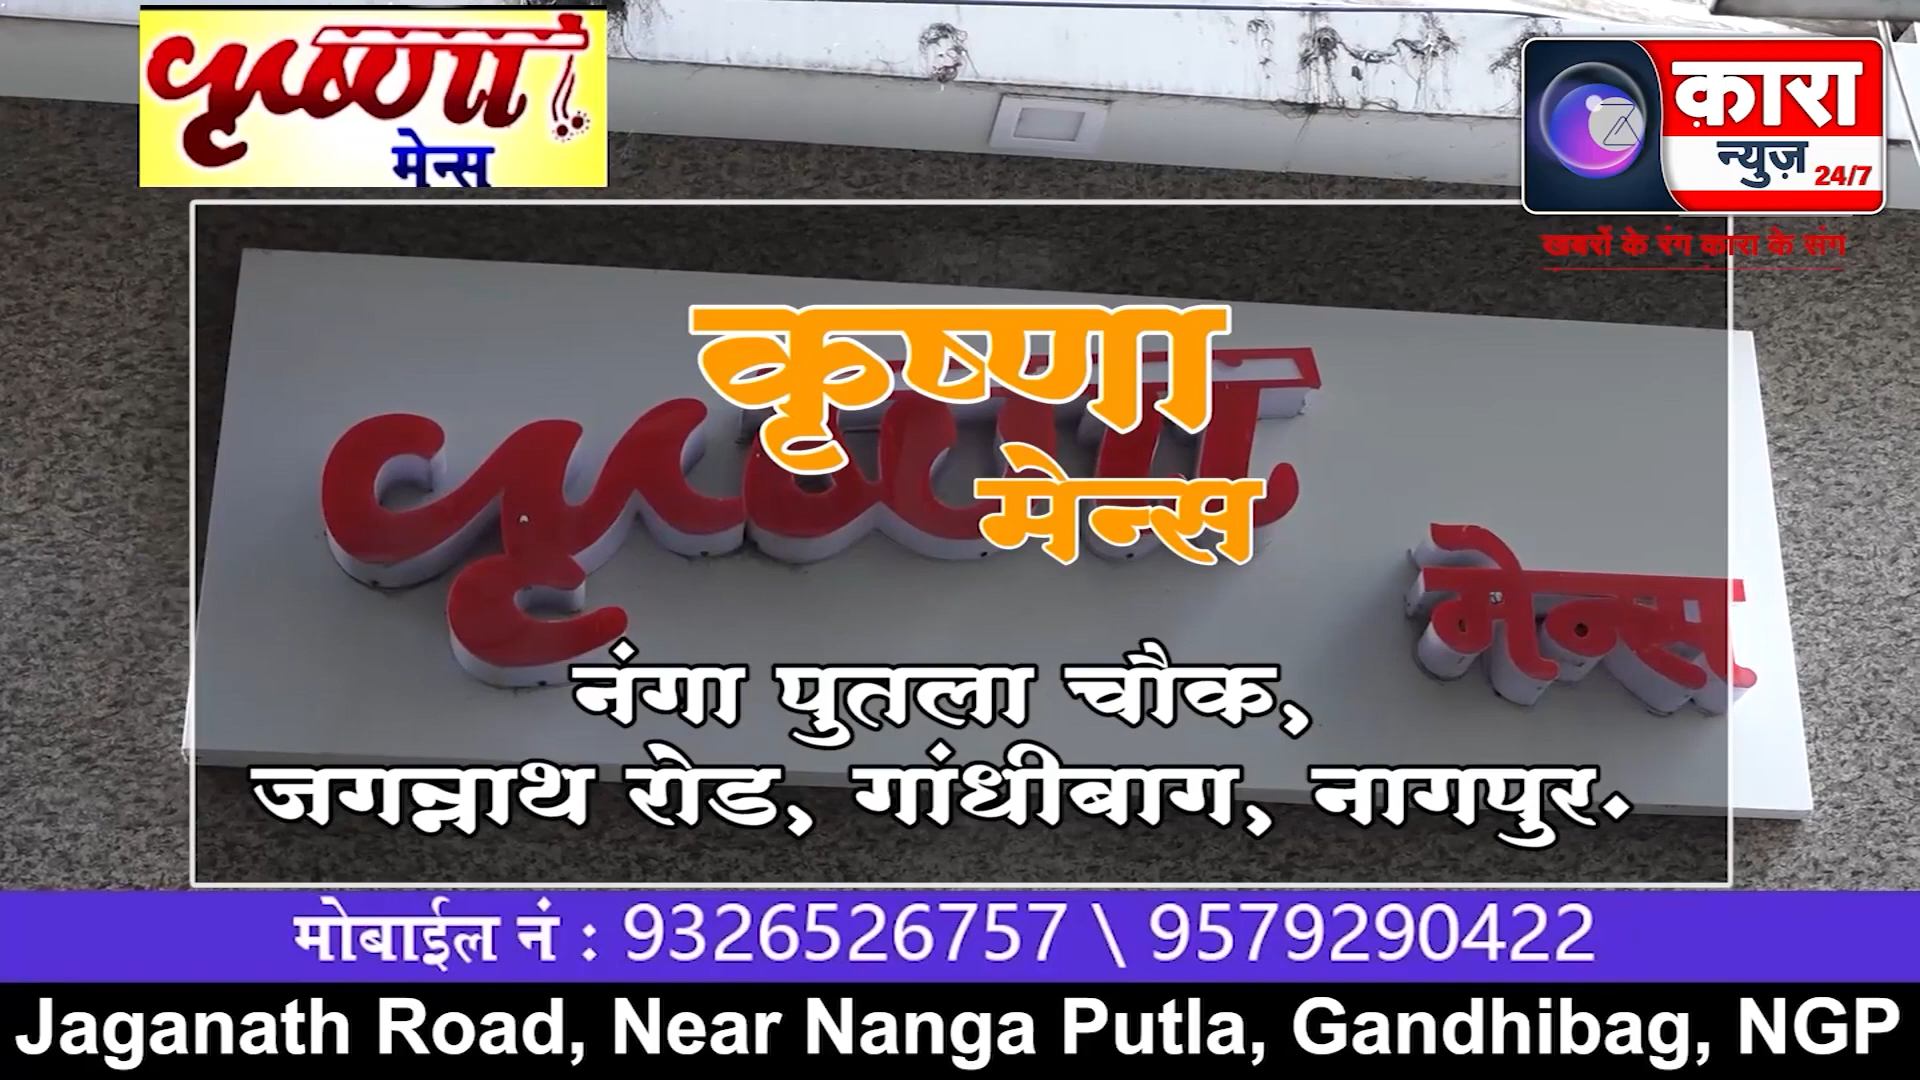 कृष्णा
मेन्स
क़ारा
न्युज़
24/7
खबरों के रंग कारा के संग
कृष्णा
मेन्स
कृष्णा
मेन्स
नंगा पुतला चौक,
जगन्नाथ रोड, गांधीबाग, नागपुर.
मोबाईल नं : 9326526757 \ 9579290422
Jaganath Road, Near Nanga Putla, Gandhibag, NGP